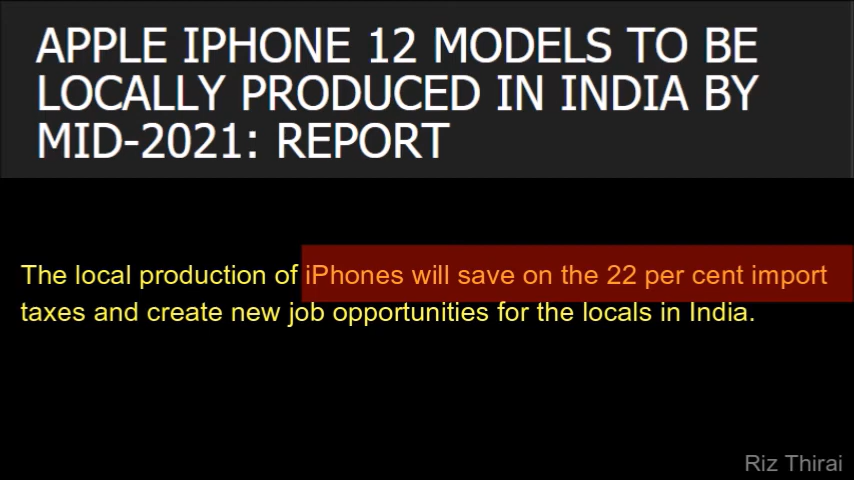 APPLE IPHONE 12 MODELS TO BE
LOCALLY PRODUCED IN INDIA BY
MID-2021: REPORT
The local production of iPhones will save on the 22 per cent import
taxes and create new job opportunities for the locals in India.
Riz Thirai